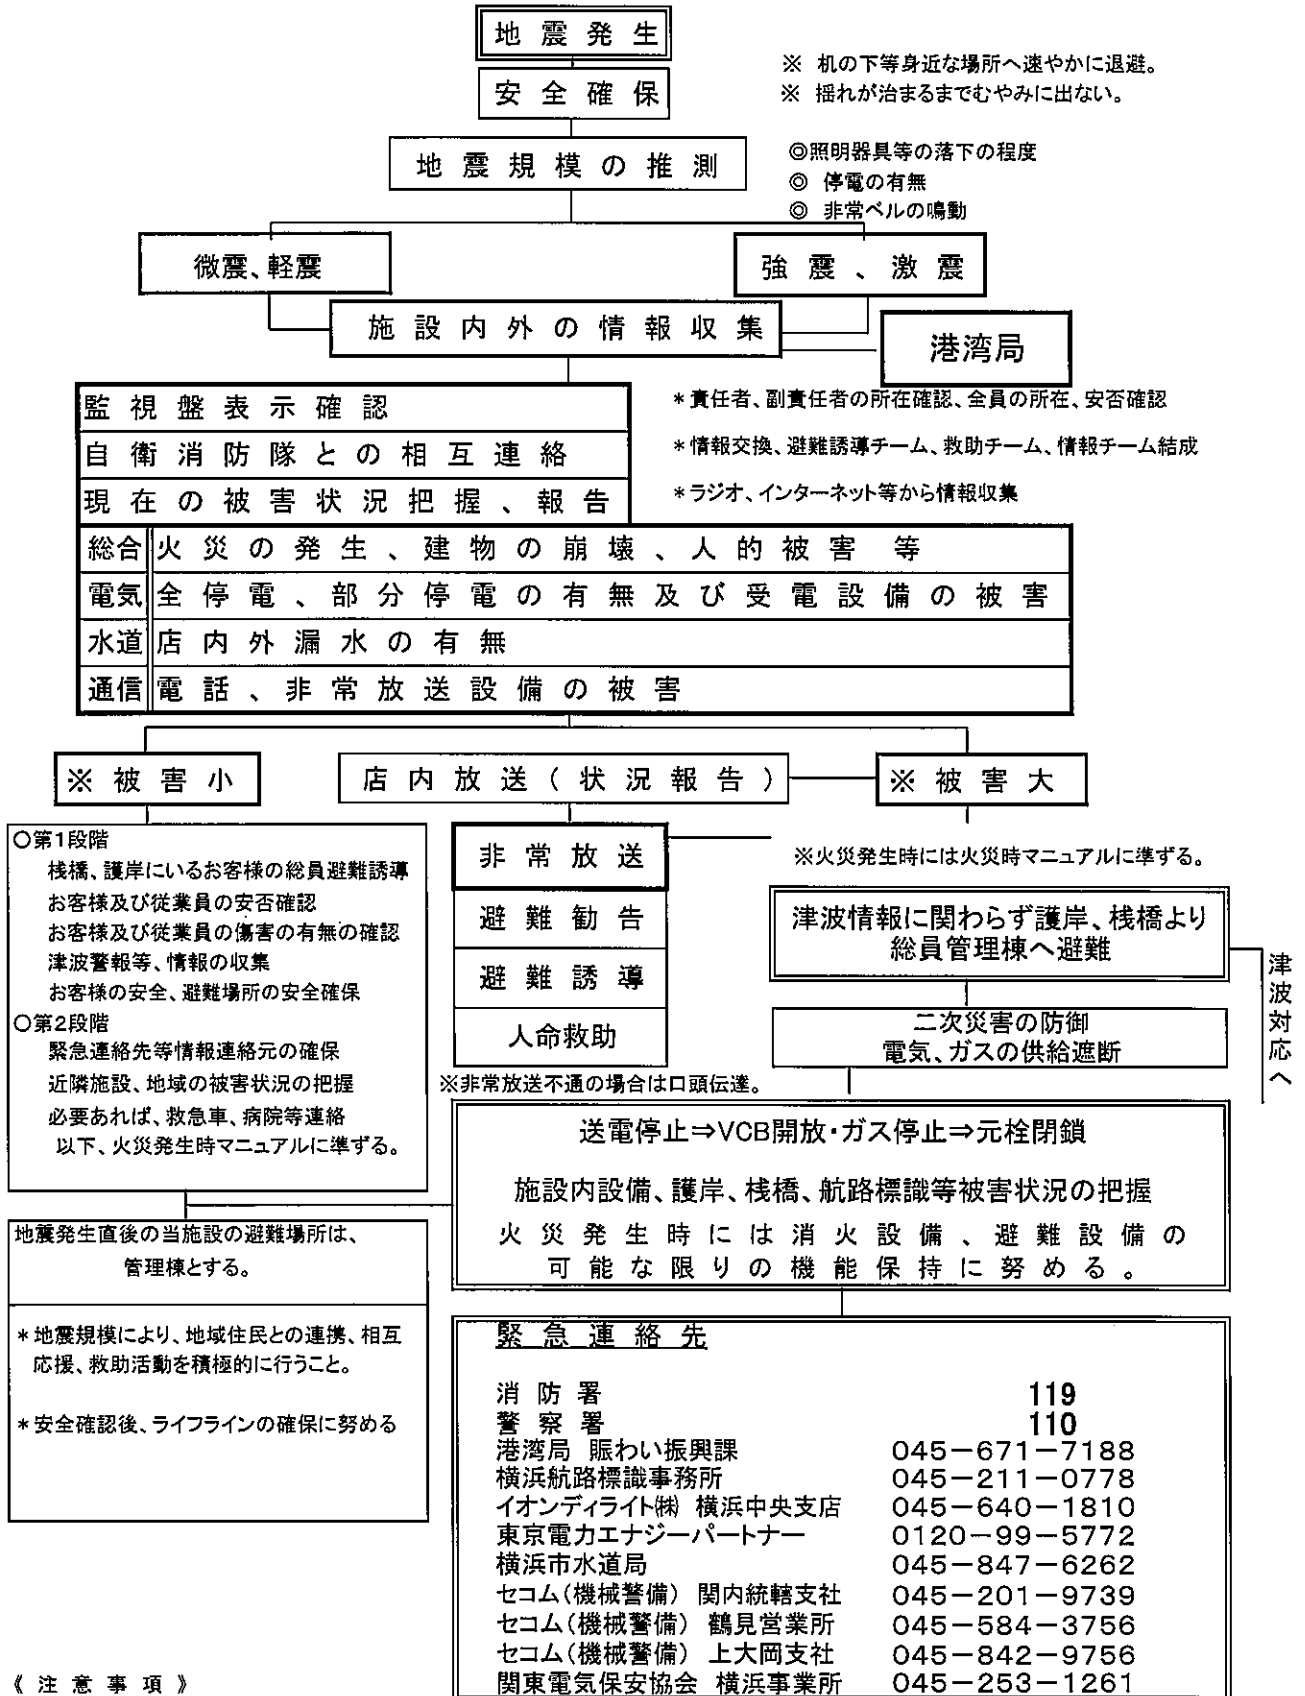 地震発生
安全確保
※ 机の下等身近な場所へ速やかに退避。
※ 揺れが治まるまでむやみに出ない。
地震規模の推測
◎照明器具等の落下の程度
◎ 停電の有無
◎ 非常ベルの鳴動
微震、軽震
強震、激震
施設内外の情報収集
港湾局
監視盤表示確認
自衛消防隊との相互連絡
現在の被害状況把握、報告
*責任者、副責任者の所在確認、全員の所在、安否確認
*情報交換、避難誘導チーム、救助チーム、情報チーム結成
*ラジオ、インターネット等から情報収集
総合 火災の発生、建物の崩壊、人的被害 等
電気 全停電、部分停電の有無及び受電設備の被害
水道 店内外漏水の有無
通信 電話、非常放送設備の被害
※被害小
店内放送(状況報告)
※被害大
○第1段階
桟橋、護岸にいるお客様の総員避難誘導
お客様及び従業員の安否確認
お客様及び従業員の傷害の有無の確認
津波警報等、情報の収集
お客様の安全、避難場所の安全確保
○第2段階
緊急連絡先等情報連絡元の確保
近隣施設、地域の被害状況の把握
必要あれば、救急車、病院等連絡
以下、火災発生時マニュアルに準ずる。
非常放送
避難勧告
避難誘導
人命救助
※非常放送不通の場合は口頭伝達。
※火災発生時には火災時マニュアルに準ずる。
津波情報に関わらず護岸、桟橋より
総員管理棟へ避難
津波対応へ
二次災害の防御
電気、ガスの供給遮断
送電停止⇒VCB開放・ガス停止⇒元栓閉鎖
施設内設備、護岸、桟橋、航路標識等被害状況の把握
火災発生時には消火設備、避難設備の
可能な限りの機能保持に努める。
地震発生直後の当施設の避難場所は、
管理棟とする。
*地震規模により、地域住民との連携、相互
応援、救助活動を積極的に行うこと。
*安全確認後、ライフラインの確保に努める
緊急連絡先
消防署 119
警察署 110
港湾局 賑わい振興課 045-671-7188
横浜航路標識事務所 045-211-0778
イオンディライト㈱ 横浜中央支店 045-640-1810
東京電力エナジーパートナー 0120-99-5772
横浜市水道局 045-847-6262
セコム(機械警備) 関内統轄支社 045-201-9739
セコム(機械警備) 鶴見営業所 045-584-3756
セコム(機械警備) 上大岡支社 045-842-9756
関東電気保安協会 横浜事業所 045-253-1261
《注意事項》